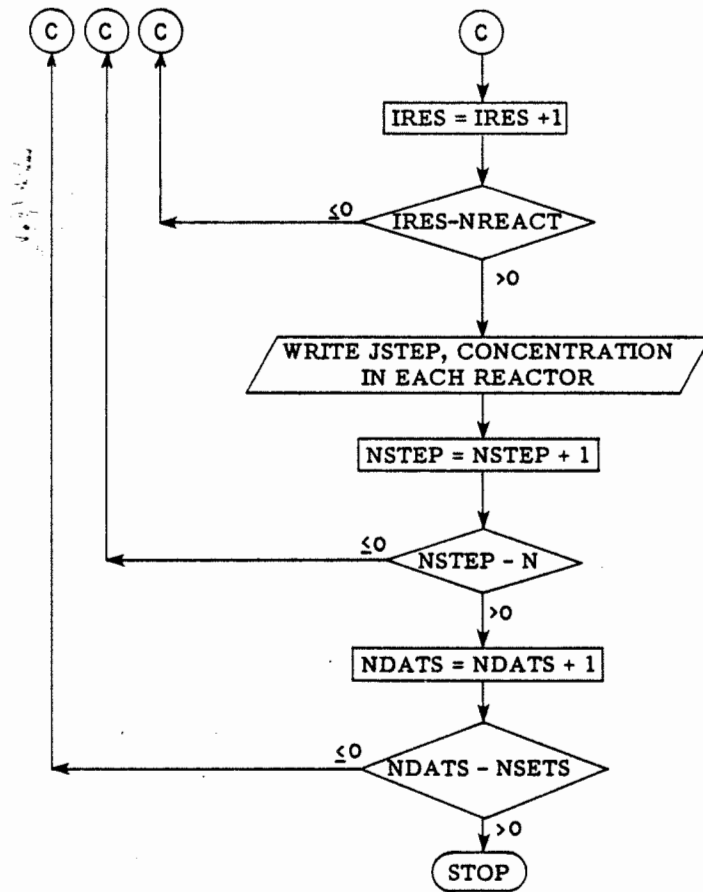 C C C C
IRES = IRES +1
≤0 IRES-NREACT
>0
WRITE JSTEP, CONCENTRATION
IN EACH REACTOR
NSTEP = NSTEP + 1
≤0 NSTEP - N
>0
NDATS = NDATS + 1
≤0 NDATS - NSETS
>0
STOP